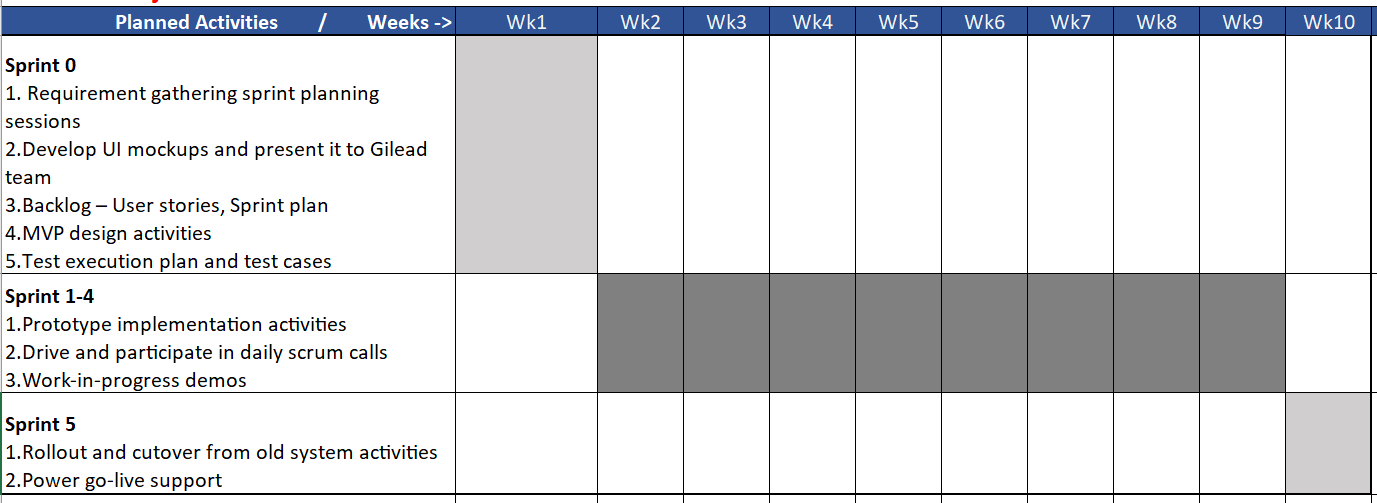 Planned Activities / Weeks -> Wk1 Wk2 Wk3 Wk4 Wk5 Wk6 Wk7 Wk8 Wk9 Wk10
Sprint 0
1. Requirement gathering sprint planning
sessions
2.Develop UI mockups and present it to Gilead
team
3.Backlog – User stories, Sprint plan
4.MVP design activities
5.Test execution plan and test cases
Sprint 1-4
1.Prototype implementation activities
2.Drive and participate in daily scrum calls
3.Work-in-progress demos
Sprint 5
1.Rollout and cutover from old system activities
2.Power go-live support